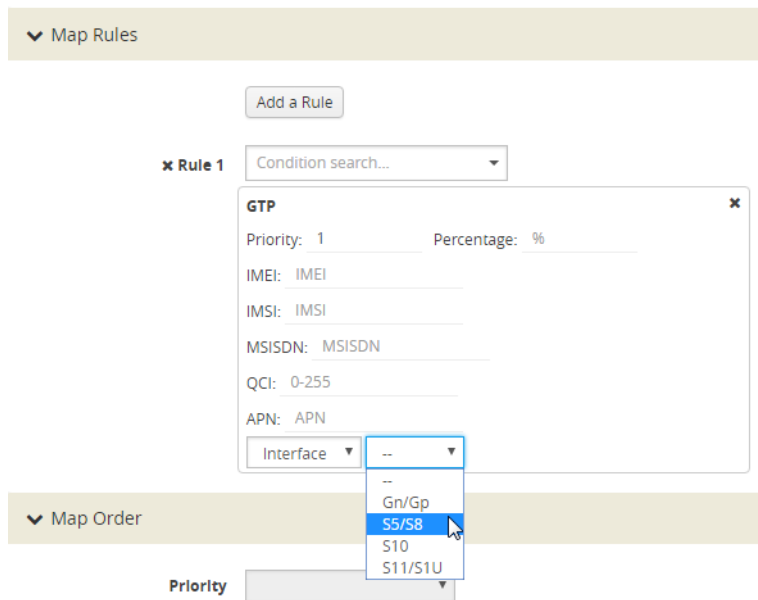 Map Rules
Add a Rule
Rule 1 Condition search...
GTP
Priority: 1 Percentage: %
IMEI: IMEI
IMSI: IMSI
MSISDN: MSISDN
QCI: 0-255
APN: APN
Interface --
--
Gn/Gp
Map Order
S5/S8
S10
S11/S1U
Priority